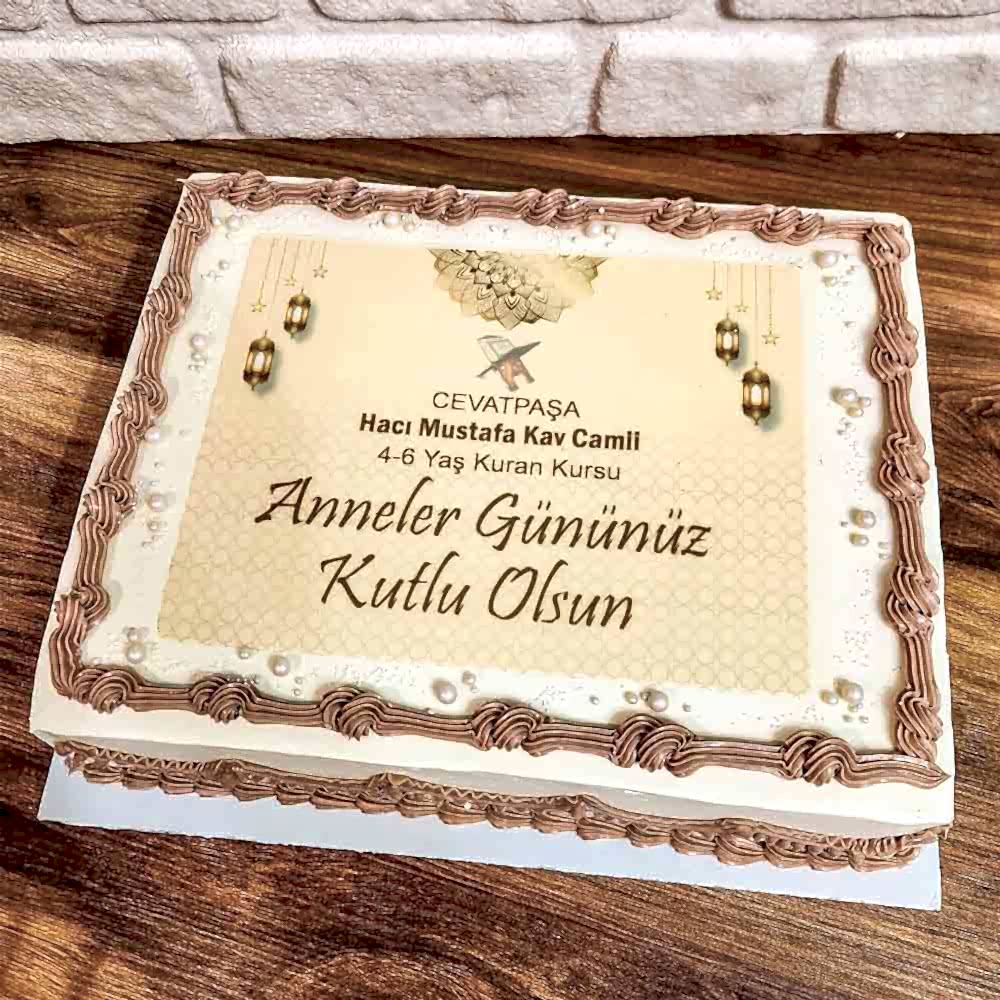 CEVATPAŞA
Hacı Mustafa Kav Camli
4-6 Yaş Kuran Kursu
Anneler Gününüz
Kutlu Olsun